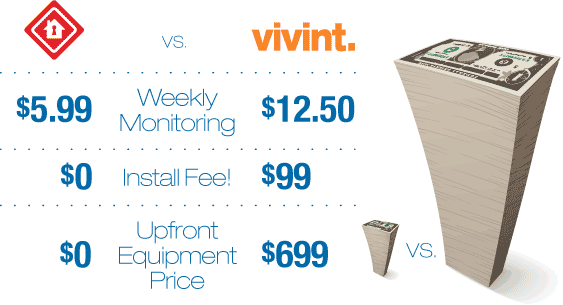 vs. vivint.
$5.99 Weekly Monitoring $12.50
$0 Install Fee! $99
$0 Upfront Equipment Price $699
vs.